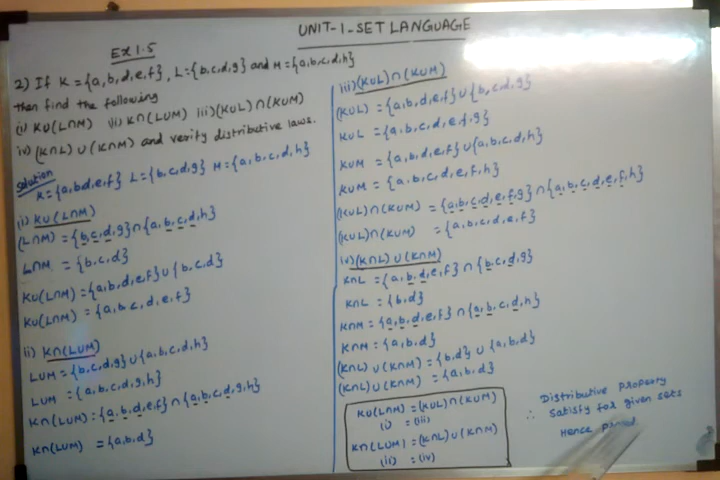 UNIT-1-SET LANGUAGE
Ex 1.5
2) If K={a,b,d,e,f}, L={b,c,d,g} and M={a,b,c,d,h}
then find the following
(i) K∪(L∩M) (ii) K∩(L∪M) iii)(K∪L)∩(K∪M)
iv)(K∩L)∪(K∩M) and verify distributive laws.
Solution
K={a,b,d,e,f} L={b,c,d,g} M={a,b,c,d,h}
(i) K∪(L∩M)
(L∩M) ={b,c,d,g}∩{a,b,c,d,h}
L∩M ={b,c,d}
K∪(L∩M)={a,b,d,e,f}∪{b,c,d}
K∪(L∩M)={a,b,c,d,e,f}
ii) K∩(L∪M)
L∪M={b,c,d,g}∪{a,b,c,d,h}
L∪M ={a,b,c,d,g,h}
K∩(L∪M)={a,b,d,e,f}∩{a,b,c,d,g,h}
K∩(L∪M) ={a,b,d}
iii)(K∪L)∩(K∪M)
(K∪L) ={a,b,d,e,f}∪{b,c,d,g}
K∪L ={a,b,c,d,e,f,g}
K∪M ={a,b,d,e,f}∪{a,b,c,d,h}
K∪M ={a,b,c,d,e,f,h}
(K∪L)∩(K∪M) ={a,b,c,d,e,f,g}∩{a,b,c,d,e,f,h}
(K∪L)∩(K∪M) ={a,b,c,d,e,f}
iv)(K∩L)∪(K∩M)
K∩L ={a,b,d,e,f}∩{b,c,d,g}
K∩L ={b,d}
K∩M={a,b,d,e,f}∩{a,b,c,d,h}
K∩M={a,b,d}
(K∩L)∪(K∩M)={b,d}∪{a,b,d}
(K∩L)∪(K∩M) ={a,b,d}
K∪(L∩M)=(K∪L)∩(K∪M)
(i) =(iii)
K∩(L∪M)=(K∩L)∪(K∩M)
(ii) =(iv)
Distributive Property
∴ Satisfy for given sets
Hence